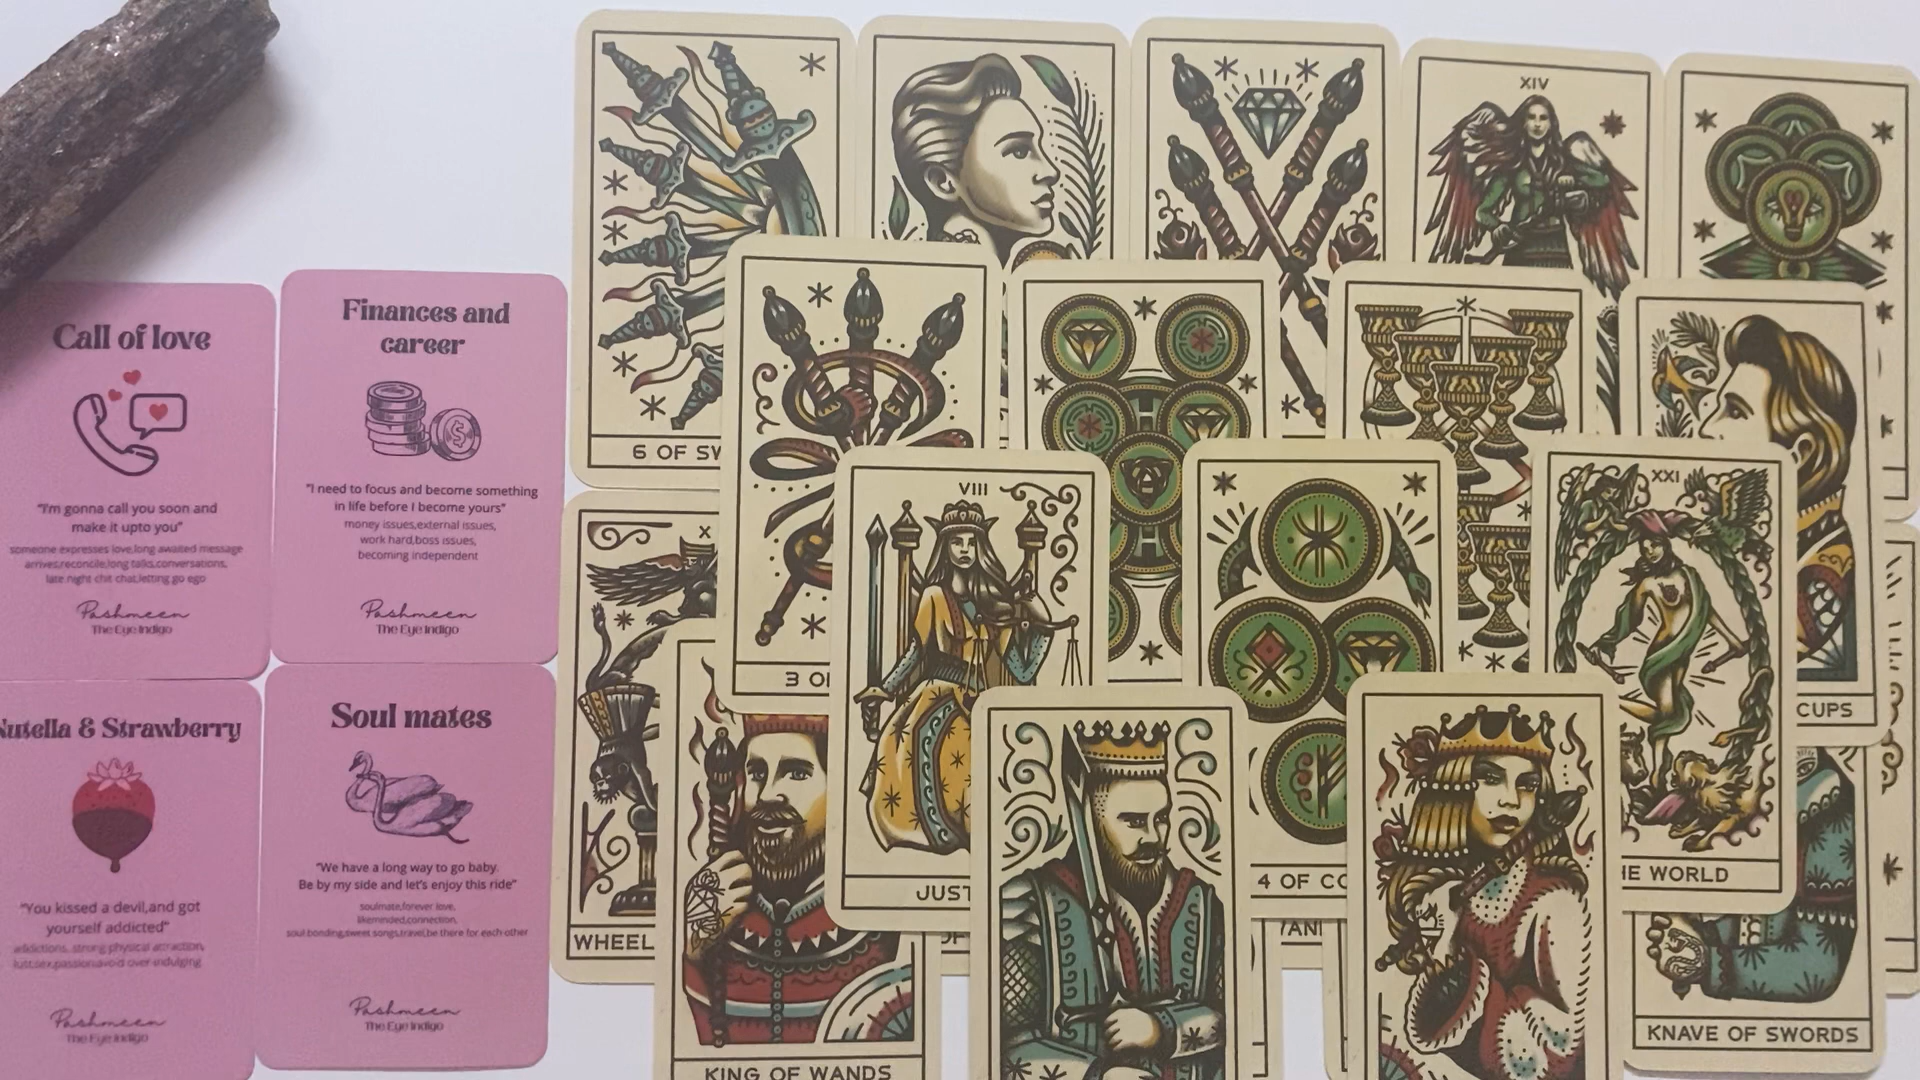 Call of love
"I'm gonna call you soon and
make it upto you"
someone expresses love,long awaited message
arrives,reconcile,long talks,conversations,
late night chit chat,letting go ego
Pashmeen
The Eye Indigo
Finances and
career
"I need to focus and become something
in life before I become yours"
money issues,external issues,
work hard,boss issues,
becoming independent
Pashmeen
The Eye Indigo
Nutella & Strawberry
"You kissed a devil,and got
yourself addicted"
addictions, strong physical attraction,
lust,sex,passion,avoid over-indulging
Pashmeen
The Eye Indigo
Soul mates
"We have a long way to go baby.
Be by my side and let's enjoy this ride"
soulmate,forever love,
likeminded,connection,
soul-bonding,sweet songs,travel,be there for each other
Pashmeen
The Eye Indigo
6 OF SW
XIV
X
WHEEL
3 OF
VIII
JUST
4 OF CO
XXI
HE WORLD
CUPS
KING OF WANDS
KNAVE OF SWORDS